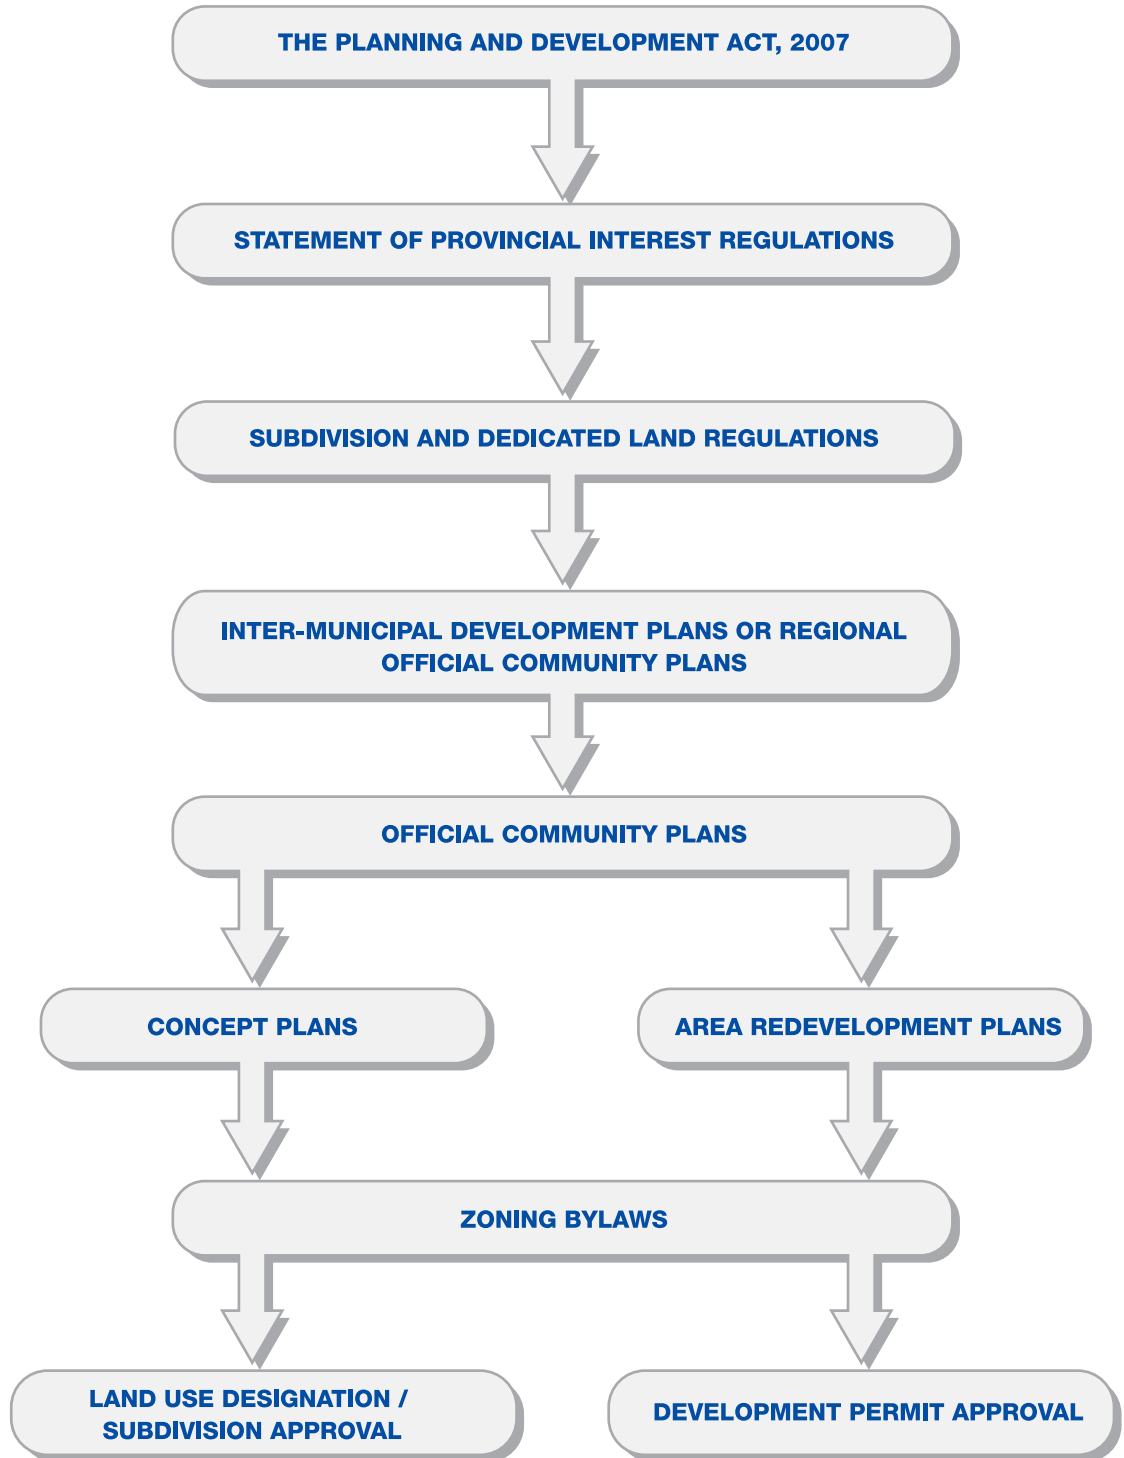 THE PLANNING AND DEVELOPMENT ACT, 2007
STATEMENT OF PROVINCIAL INTEREST REGULATIONS
SUBDIVISION AND DEDICATED LAND REGULATIONS
INTER-MUNICIPAL DEVELOPMENT PLANS OR REGIONAL
OFFICIAL COMMUNITY PLANS
OFFICIAL COMMUNITY PLANS
CONCEPT PLANS
AREA REDEVELOPMENT PLANS
ZONING BYLAWS
LAND USE DESIGNATION /
SUBDIVISION APPROVAL
DEVELOPMENT PERMIT APPROVAL